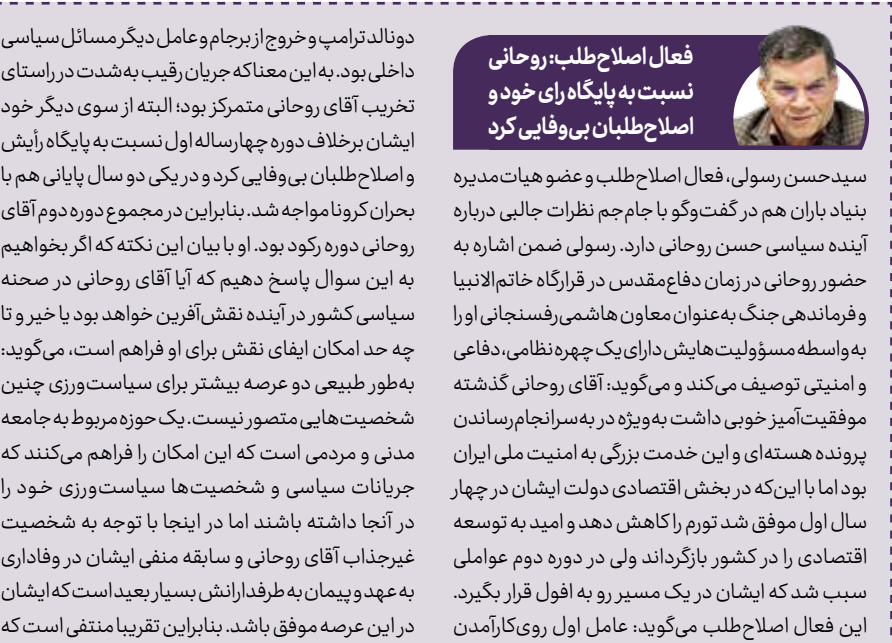 فعال اصلاح‌طلب: روحانی
نسبت به پایگاه رای خود و
اصلاح‌طلبان بی‌وفایی کرد
سیدحسن رسولی، فعال اصلاح‌طلب و عضو هیات‌مدیره
بنیاد باران هم در گفت‌وگو با جام‌جم نظرات جالبی درباره
آینده سیاسی حسن روحانی دارد. رسولی ضمن اشاره به
حضور روحانی در زمان دفاع‌مقدس در قرارگاه خاتم‌الانبیا
و فرماندهی جنگ به‌عنوان معاون هاشمی‌رفسنجانی او را
به‌واسطه مسؤولیت‌هایش دارای یک چهره نظامی، دفاعی
و امنیتی توصیف می‌کند و می‌گوید: آقای روحانی گذشته
موفقیت‌آمیز خوبی داشت به‌ویژه در به‌سرانجام‌رساندن
پرونده هسته‌ای و این خدمت بزرگی به امنیت ملی ایران
بود اما با این‌که در بخش اقتصادی دولت ایشان در چهار
سال اول موفق شد تورم را کاهش دهد و امید به توسعه
اقتصادی را در کشور بازگرداند ولی در دوره دوم عواملی
سبب شد که ایشان در یک مسیر رو به افول قرار بگیرد.
این فعال اصلاح‌طلب می‌گوید: عامل اول روی‌کارآمدن
دونالد ترامپ و خروج از برجام و عامل دیگر مسائل سیاسی
داخلی بود. به این معنا که جریان رقیب به‌شدت در راستای
تخریب آقای روحانی متمرکز بود؛ البته از سوی دیگر خود
ایشان برخلاف دوره چهارساله اول نسبت به پایگاه رأیش
و اصلاح‌طلبان بی‌وفایی کرد و در یکی دو سال پایانی هم با
بحران کرونا مواجه شد. بنابراین در مجموع دوره دوم آقای
روحانی دوره رکود بود. او با بیان این نکته که اگر بخواهیم
به این سوال پاسخ دهیم که آیا آقای روحانی در صحنه
سیاسی کشور در آینده نقش‌آفرین خواهد بود یا خیر و تا
چه حد امکان ایفای نقش برای او فراهم است، می‌گوید:
به‌طور طبیعی دو عرصه بیشتر برای سیاست‌ورزی چنین
شخصیت‌هایی متصور نیست. یک حوزه مربوط به جامعه
مدنی و مردمی است که این امکان را فراهم می‌کنند که
جریانات سیاسی و شخصیت‌ها سیاست‌ورزی خود را
در آنجا داشته باشند اما در اینجا با توجه به شخصیت
غیرجذاب آقای روحانی و سابقه منفی ایشان در وفاداری
به عهد و پیمان به طرفدارانش بسیار بعید است که ایشان
در این عرصه موفق باشد. بنابراین تقریبا منتفی است که